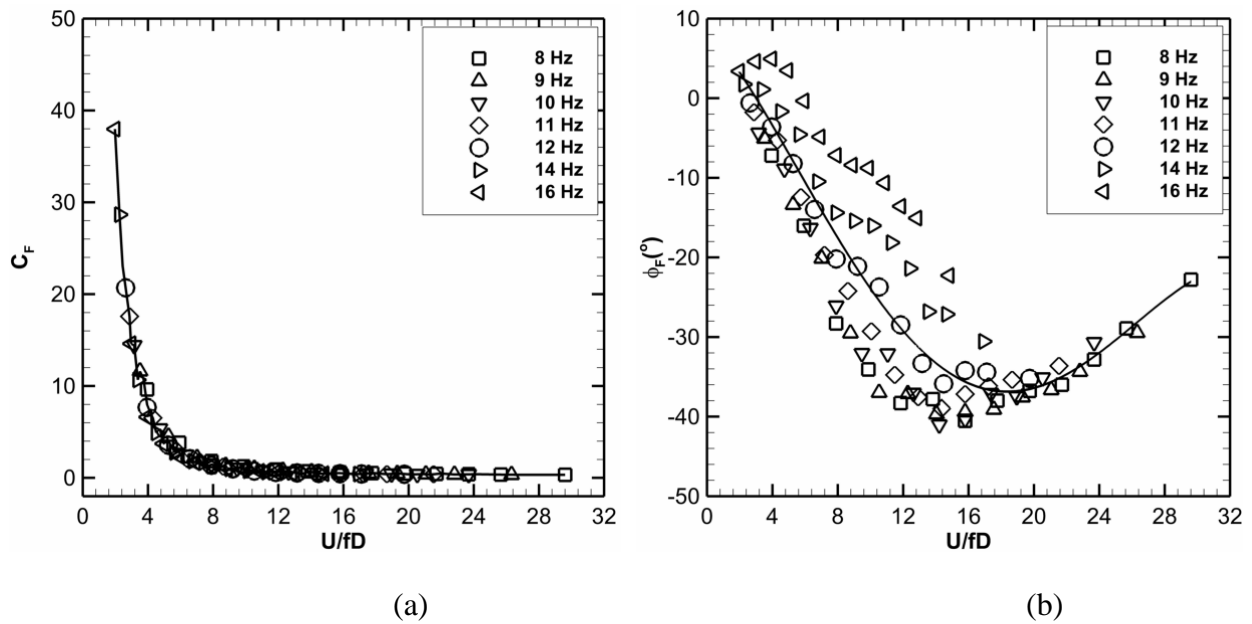 50
40
30
20
10
0
C_F
0 4 8 12 16 20 24 28 32
U/fD
8 Hz
9 Hz
10 Hz
11 Hz
12 Hz
14 Hz
16 Hz
(a)
10
0
-10
-20
-30
-40
-50
ϕ_F(°)
0 4 8 12 16 20 24 28 32
U/fD
8 Hz
9 Hz
10 Hz
11 Hz
12 Hz
14 Hz
16 Hz
(b)